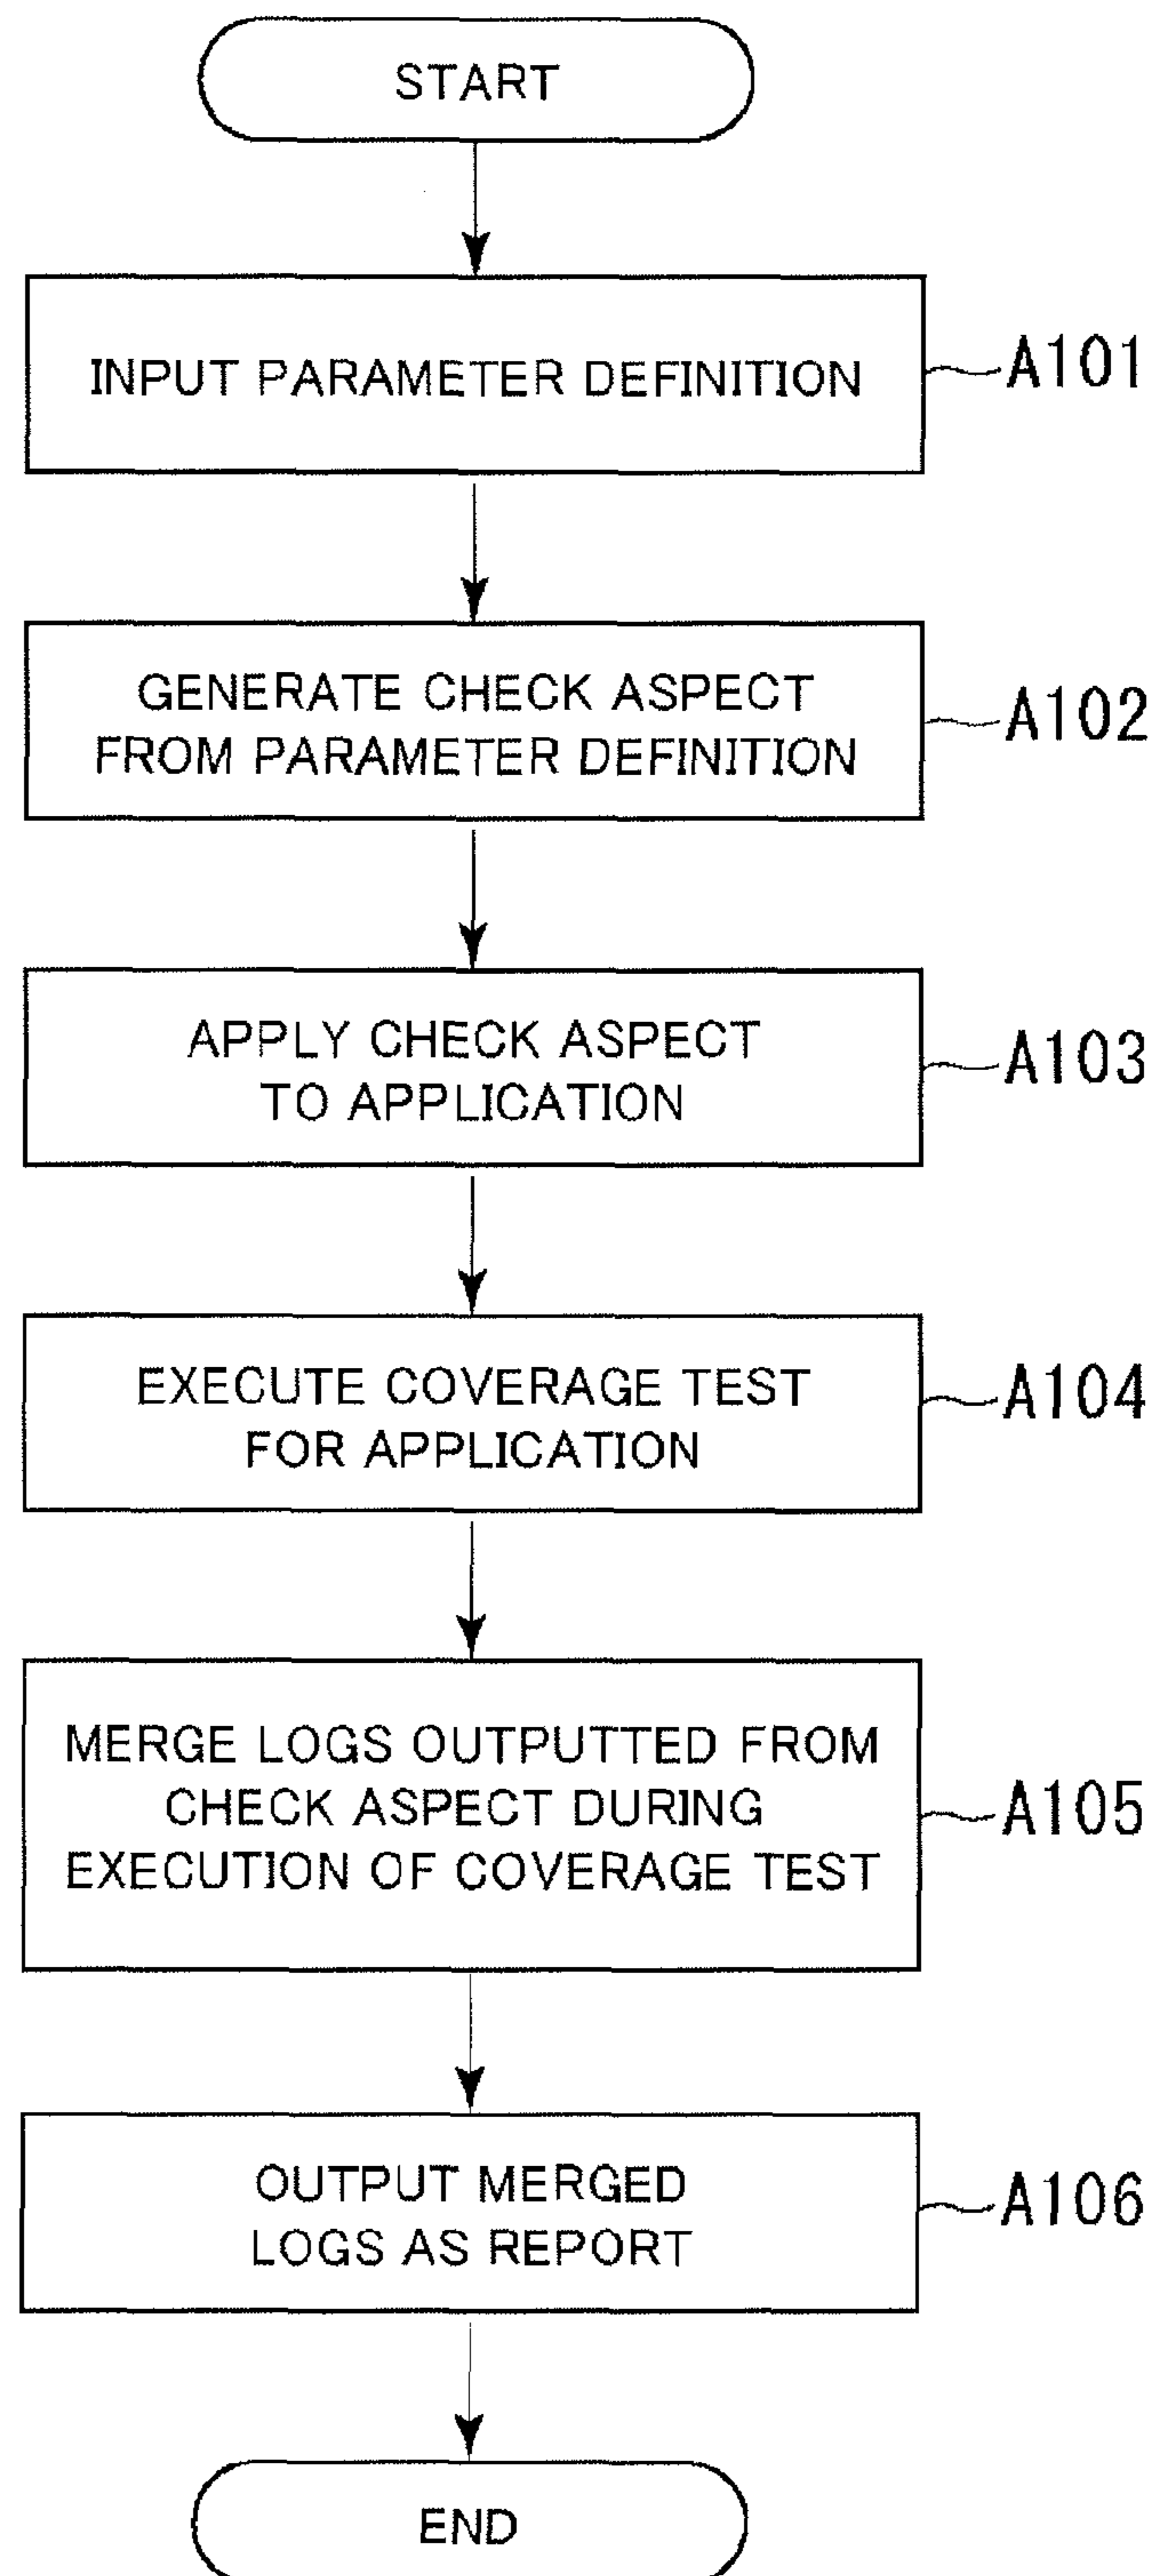 START
INPUT PARAMETER DEFINITION
A101
GENERATE CHECK ASPECT
FROM PARAMETER DEFINITION
A102
APPLY CHECK ASPECT
TO APPLICATION
A103
EXECUTE COVERAGE TEST
FOR APPLICATION
A104
MERGE LOGS OUTPUTTED FROM
CHECK ASPECT DURING
EXECUTION OF COVERAGE TEST
A105
OUTPUT MERGED
LOGS AS REPORT
A106
END